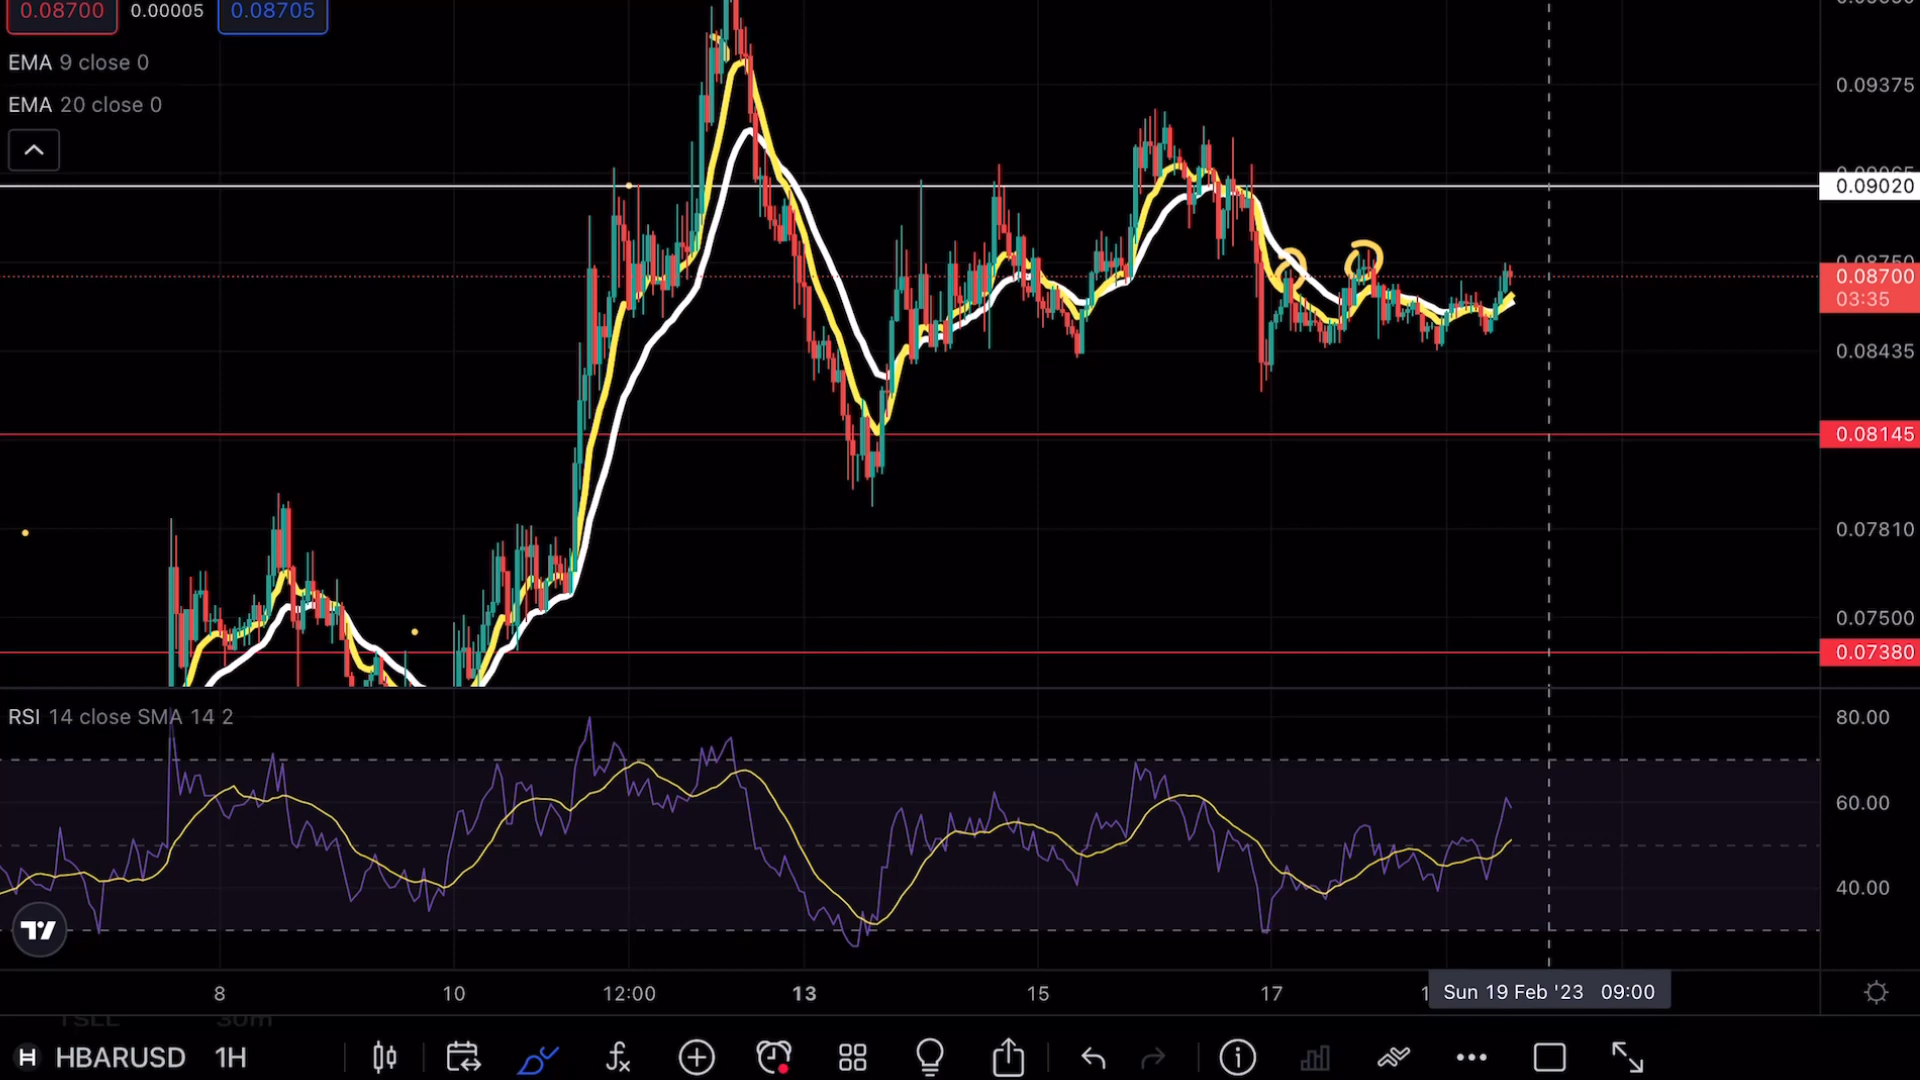 0.08700 0.00005 0.08705
EMA 9 close 0
EMA 20 close 0
0.09375
0.09020
0.08700
03:35
0.08435
0.08145
0.07810
0.07500
0.07380
RSI 14 close SMA 14 2
80.00
60.00
40.00
8 10 12:00 13 15 17 Sun 19 Feb '23 09:00
TSLL 30m
H HBARUSD 1H